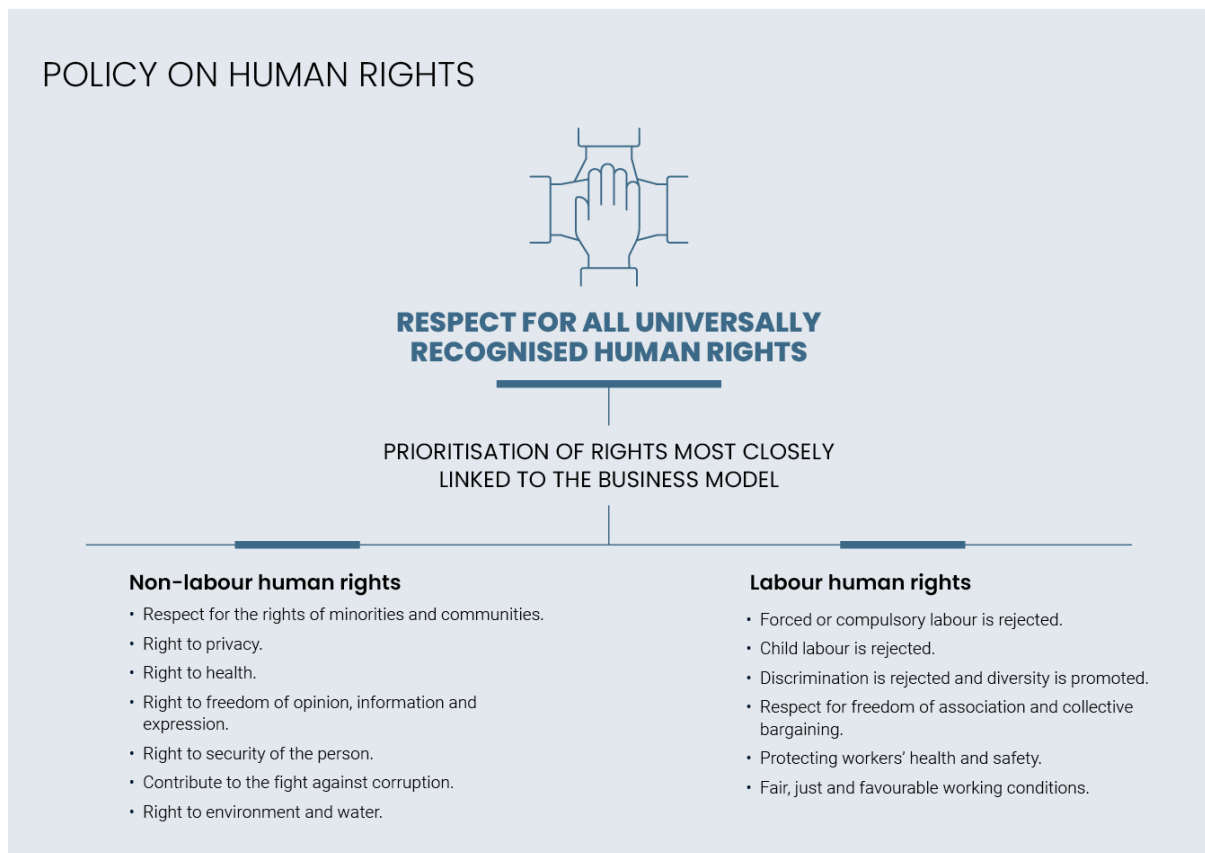 POLICY ON HUMAN RIGHTS
RESPECT FOR ALL UNIVERSALLY
RECOGNISED HUMAN RIGHTS
PRIORITISATION OF RIGHTS MOST CLOSELY
LINKED TO THE BUSINESS MODEL
Non-labour human rights
• Respect for the rights of minorities and communities.
• Right to privacy.
• Right to health.
• Right to freedom of opinion, information and
expression.
• Right to security of the person.
• Contribute to the fight against corruption.
• Right to environment and water.
Labour human rights
• Forced or compulsory labour is rejected.
• Child labour is rejected.
• Discrimination is rejected and diversity is promoted.
• Respect for freedom of association and collective
bargaining.
• Protecting workers’ health and safety.
• Fair, just and favourable working conditions.